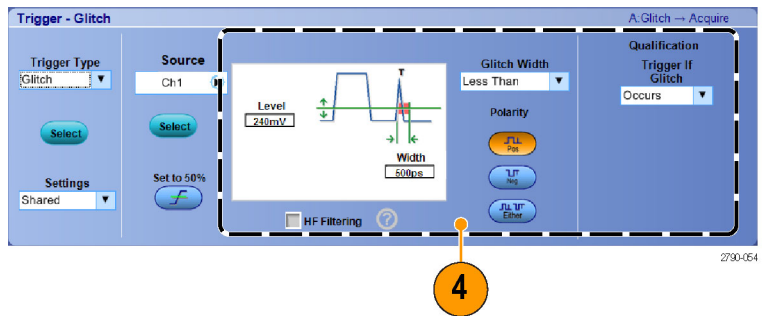 Trigger - Glitch
A:Glitch → Acquire
Trigger Type
Glitch
Select
Settings
Shared
Source
Ch1
Select
Set to 50%
Level
240mV
T
Width
500ps
HF Filtering
?
Glitch Width
Less Than
Polarity
Pos
Neg
Either
Qualification
Trigger If
Glitch
Occurs
2790-054
4